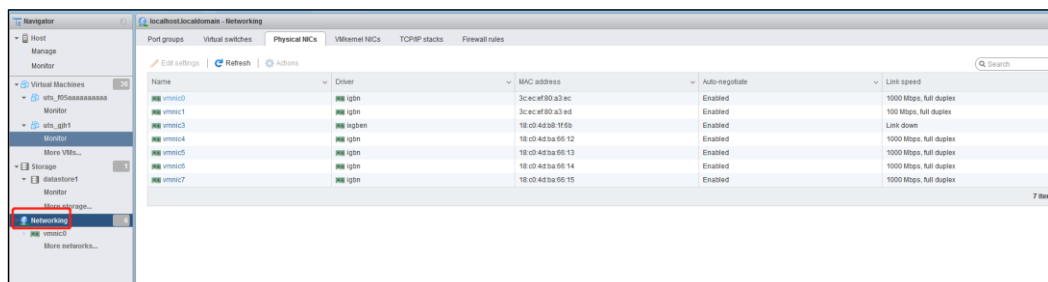 Navigator
localhost.localdomain - Networking
Host
Manage
Monitor
Virtual Machines
uts_f05aaaaaaaaa
Monitor
uts_gjh1
Monitor
More VMs...
Storage 1
datastore1
Monitor
More storage...
Networking 4
vmnic0
More networks...
Port groups Virtual switches Physical NICs VMkernel NICs TCP/IP stacks Firewall rules
Edit settings Refresh Actions
Search
Name Driver MAC address Auto-negotiate Link speed
vmnic0 igbn 3c:ec:ef:80:a3:ec Enabled 1000 Mbps, full duplex
vmnic1 igbn 3c:ec:ef:80:a3:ed Enabled 100 Mbps, full duplex
vmnic3 ixgben 18:c0:4d:b8:1f:6b Enabled Link down
vmnic4 igbn 18:c0:4d:ba:66:12 Enabled 1000 Mbps, full duplex
vmnic5 igbn 18:c0:4d:ba:66:13 Enabled 1000 Mbps, full duplex
vmnic6 igbn 18:c0:4d:ba:66:14 Enabled 1000 Mbps, full duplex
vmnic7 igbn 18:c0:4d:ba:66:15 Enabled 1000 Mbps, full duplex
7 iter